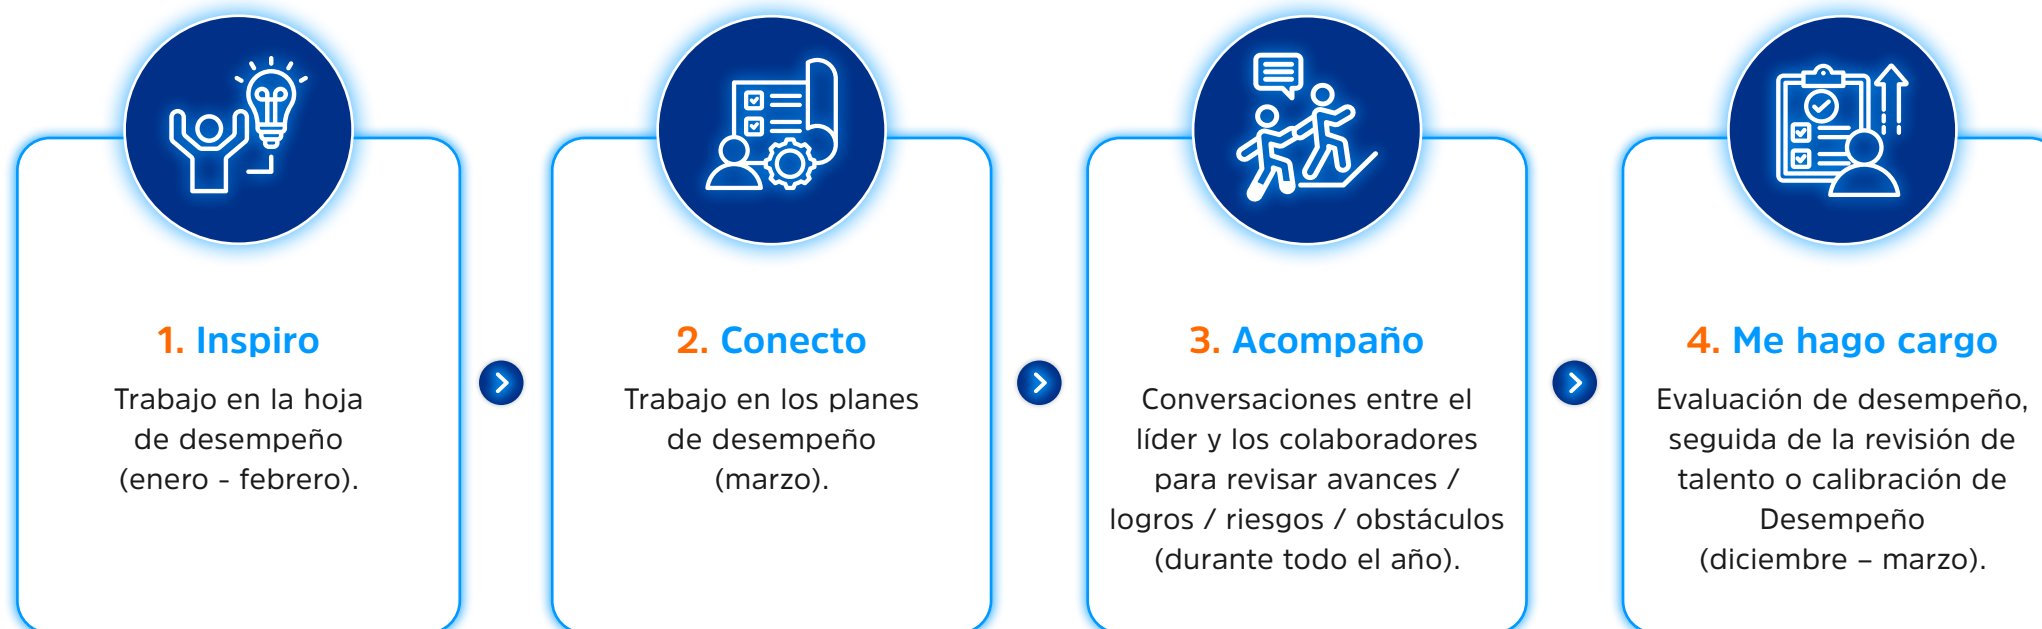 1. Inspiro
Trabajo en la hoja
de desempeño
(enero - febrero).
2. Conecto
Trabajo en los planes
de desempeño
(marzo).
3. Acompaño
Conversaciones entre el
líder y los colaboradores
para revisar avances /
logros / riesgos / obstáculos
(durante todo el año).
4. Me hago cargo
Evaluación de desempeño,
seguida de la revisión de
talento o calibración de
Desempeño
(diciembre – marzo).